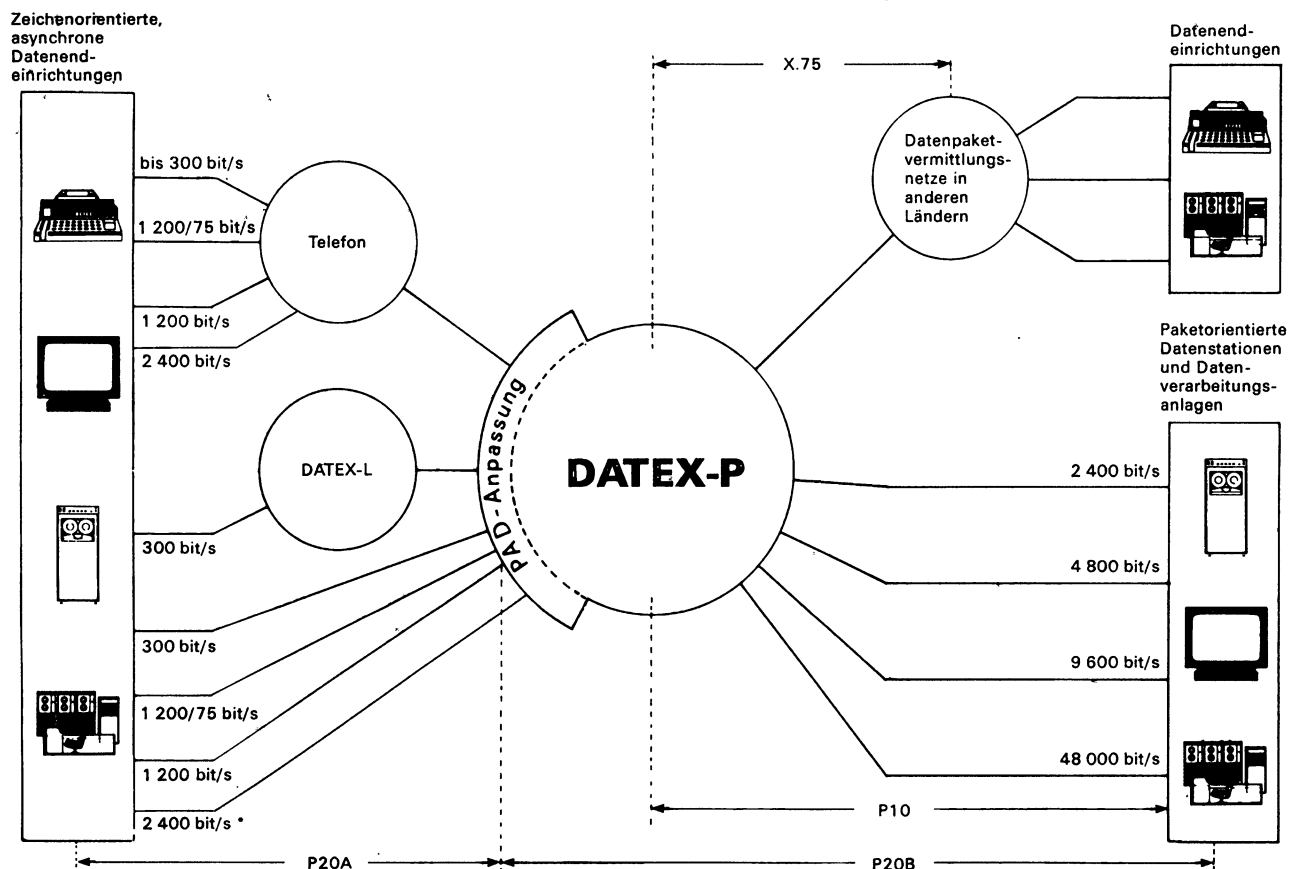 Zeichenorientierte,
asynchrone
Datenend-
einrichtungen
bis 300 bit/s
1 200/75 bit/s
1 200 bit/s
2 400 bit/s
Telefon
DATEX-L
300 bit/s
300 bit/s
1 200/75 bit/s
1 200 bit/s
2 400 bit/s
PAD-Anpassung
DATEX-P
X.75
Datenpaket-
vermittlungs-
netze in
anderen
Ländern
Datenend-
einrichtungen
Paketorientierte
Datenstationen
und Daten-
verarbeitungs-
anlagen
2 400 bit/s
4 800 bit/s
9 600 bit/s
48 000 bit/s
P10
P20A
P20B